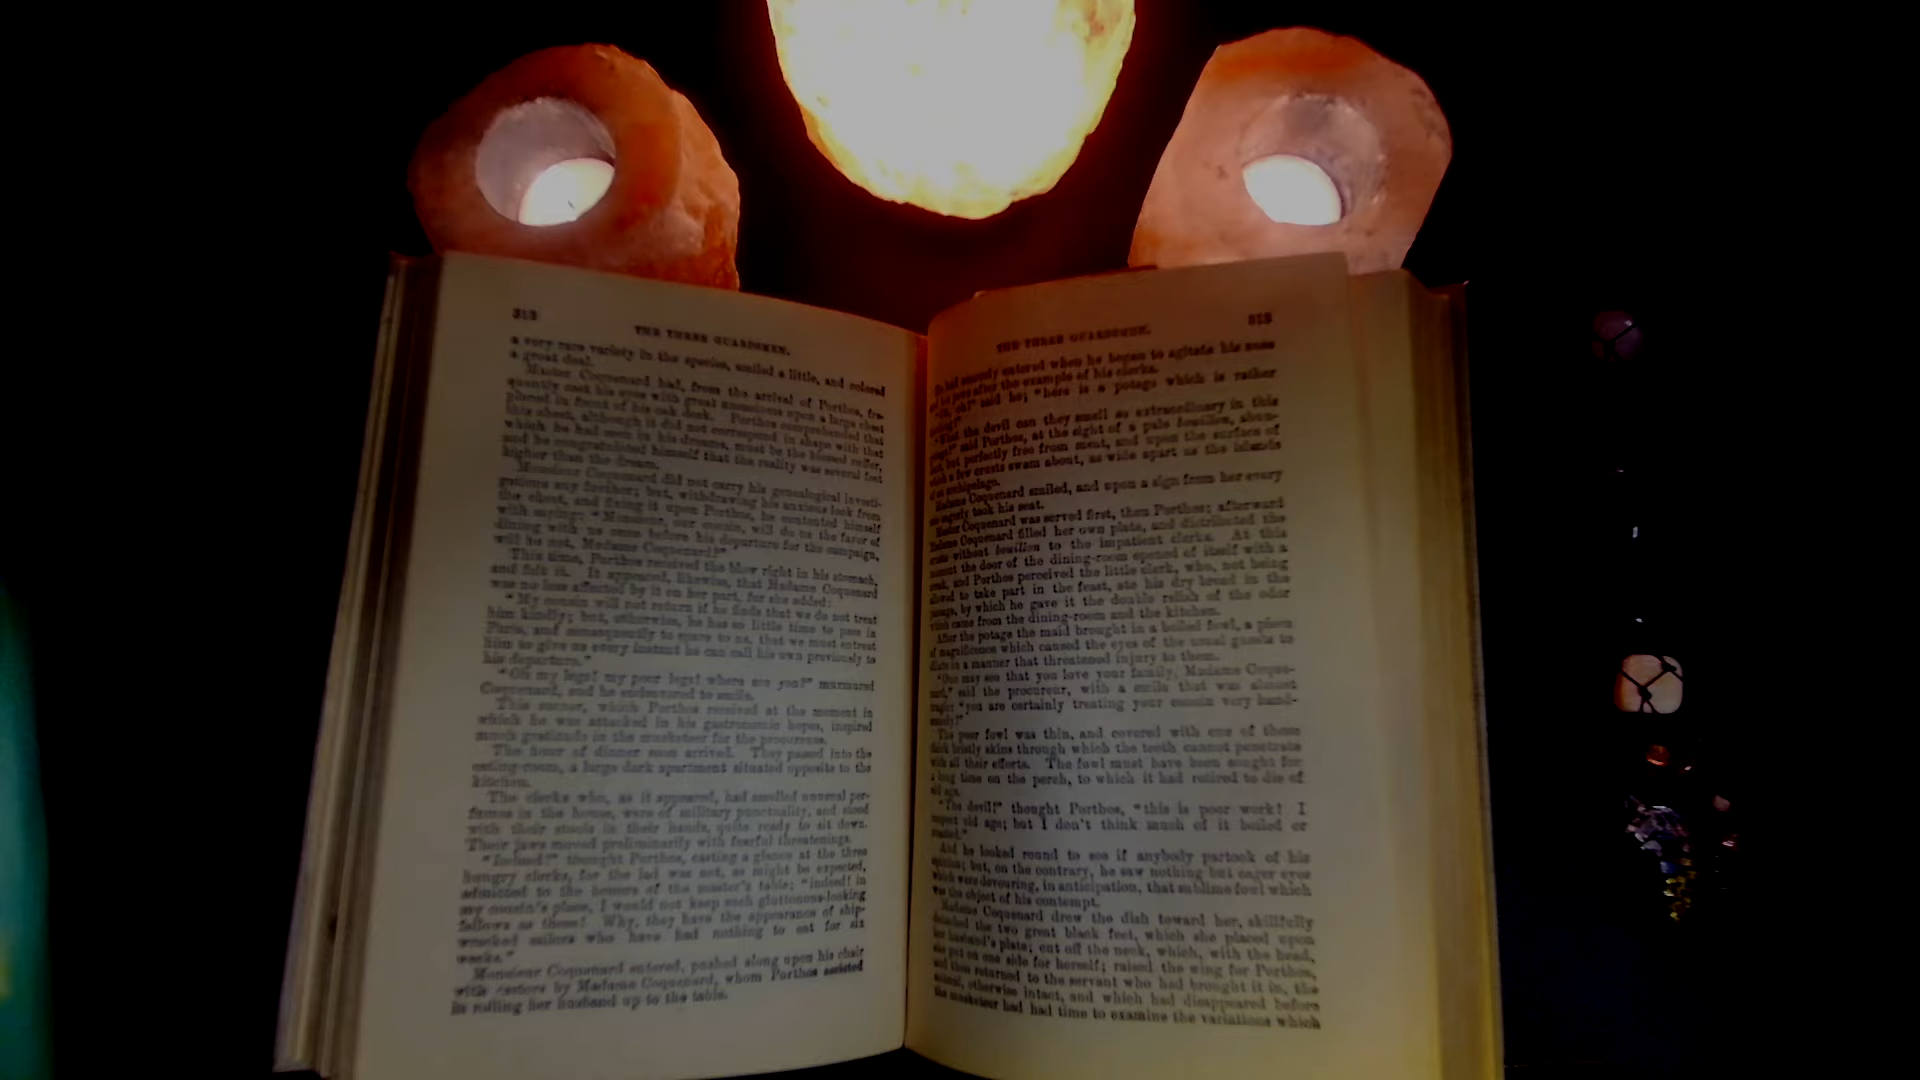 312
THE THREE GUARDSMEN.
a very rare variety in the species, smiled a little, and colored
a great deal.
Master Coquenard had, from the arrival of Porthos, fre-
quently cast his eyes with great uneasiness upon a large chest
placed in front of his oak desk. Porthos comprehended that
this chest, although it did not correspond in shape with that
which he had seen in his dreams, must be the blessed coffer,
and he congratulated himself that the reality was several feet
higher than the dream.
Monsieur Coquenard did not carry his genealogical investi-
gations any further; but, withdrawing his anxious look from
the chest, and fixing it upon Porthos, he contented himself
with saying: "Monsieur, our cousin, will do us the favor of
dining with us once before his departure for the campaign,
will he not, Madame Coquenard?"
This time, Porthos received the blow right in his stomach,
and felt it. It appeared, likewise, that Madame Coquenard
was no less affected by it on her part, for she added:
"My cousin will not return if he finds that we do not treat
him kindly; but, otherwise, he has so little time to pass in
Paris, and consequently to spare to us, that we must entreat
him to give us every instant he can call his own previously to
his departure."
"Oh my legs! my poor legs! where are you?" murmured
Coquenard, and he endeavored to smile.
This succor, which Porthos received at the moment in
which he was attacked in his gastronomic hopes, inspired
much gratitude in the musketeer for the procureuse.
The hour of dinner soon arrived. They passed into the
eating-room, a large dark apartment situated opposite to the
kitchen.
The clerks who, as it appeared, had smelled unusual per-
fumes in the house, were of military punctuality, and stood
with their stools in their hands, quite ready to sit down.
Their jaws moved preliminarily with fearful threatenings.
"Indeed!" thought Porthos, casting a glance at the three
hungry clerks, for the lad was not, as might be expected,
admitted to the honors of the master's table; "indeed! in
my cousin's place, I would not keep such gluttonous-looking
fellows as these! Why, they have the appearance of ship-
wrecked sailors who have had nothing to eat for six
weeks."
Monsieur Coquenard entered, pushed along upon his chair
with castors by Madame Coquenard, whom Porthos assisted
in rolling her husband up to the table.
THE THREE GUARDSMEN.
313
entered when he began to agitate his nose
and his jaws after the example of his clerks.
said he; "here is a potage which is rather
"What the devil can they smell so extraordinary in this
said Porthos, at the sight of a pale bouillon, abun-
but perfectly free from meat, and upon the surface of
which a few crusts swam about, as wide apart as the islands
of an archipelago.
Madame Coquenard smiled, and upon a sign from her every
eagerly took his seat.
Master Coquenard was served first, then Porthos; afterward
Madame Coquenard filled her own plate, and distributed the
crusts without bouillon to the impatient clerks. At this
moment the door of the dining-room opened of itself with a
creak, and Porthos perceived the little clerk, who, not being
allowed to take part in the feast, ate his dry bread in the
passage, by which he gave it the double relish of the odor
which came from the dining-room and the kitchen.
After the potage the maid brought in a boiled fowl, a piece
of magnificence which caused the eyes of the usual guests to
dilate in a manner that threatened injury to them.
"One may see that you love your family, Madame Coque-
nard," said the procureur, with a smile that was almost
tragic; "you are certainly treating your cousin very hand-
somely!"
The poor fowl was thin, and covered with one of those
thick bristly skins through which the teeth cannot penetrate
with all their efforts. The fowl must have been sought for
a long time on the perch, to which it had retired to die of
old age.
"The devil!" thought Porthos, "this is poor work! I
respect old age; but I don't think much of it boiled or
roasted."
And he looked round to see if anybody partook of his
opinion; but, on the contrary, he saw nothing but eager eyes
which were devouring, in anticipation, that sublime fowl which
was the object of his contempt.
Madame Coquenard drew the dish toward her, skillfully
detached the two great black feet, which she placed upon
her husband's plate; cut off the neck, which, with the head,
she put on one side for herself; raised the wing for Porthos,
and then returned to the servant who had brought it in, the
animal, otherwise intact, and which had disappeared before
the musketeer had had time to examine the variations which